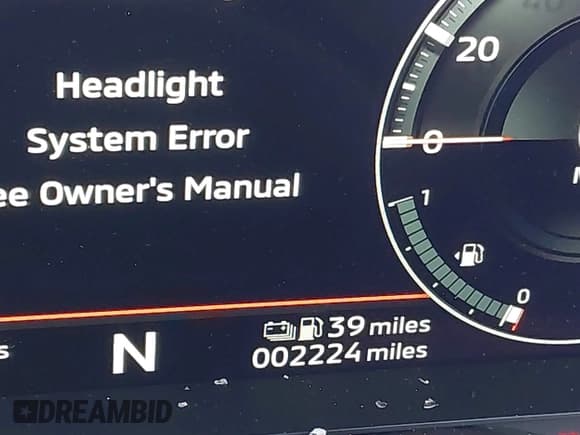 Headlight
System Error
ee Owner's Manual
20
0
1
0
39 miles
N
002224 miles
DREAMBID